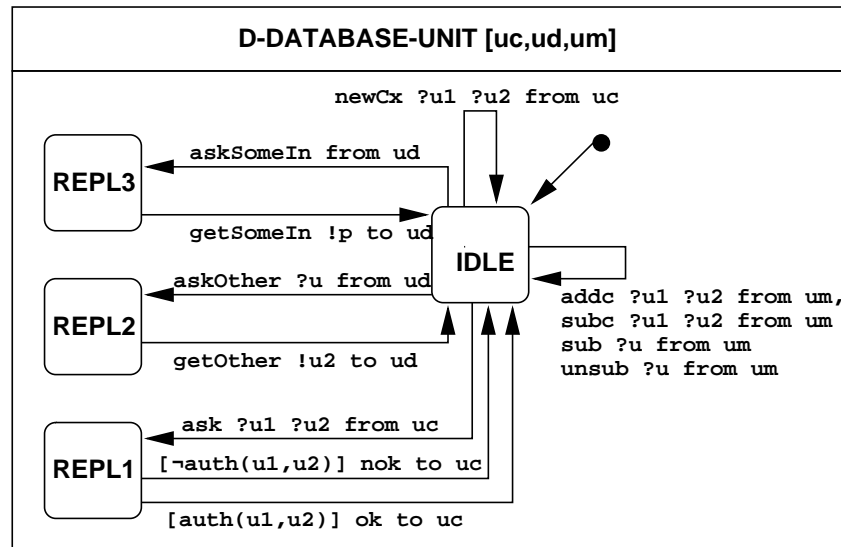 D-DATABASE-UNIT [uc,ud,um]
newCx ?u1 ?u2 from uc
askSomeIn from ud
REPL3
getSomeIn !p to ud
IDLE
askOther ?u from ud
addc ?u1 ?u2 from um,
subc ?u1 ?u2 from um
sub ?u from um
unsub ?u from um
REPL2
getOther !u2 to ud
ask ?u1 ?u2 from uc
REPL1
[¬auth(u1,u2)] nok to uc
[auth(u1,u2)] ok to uc